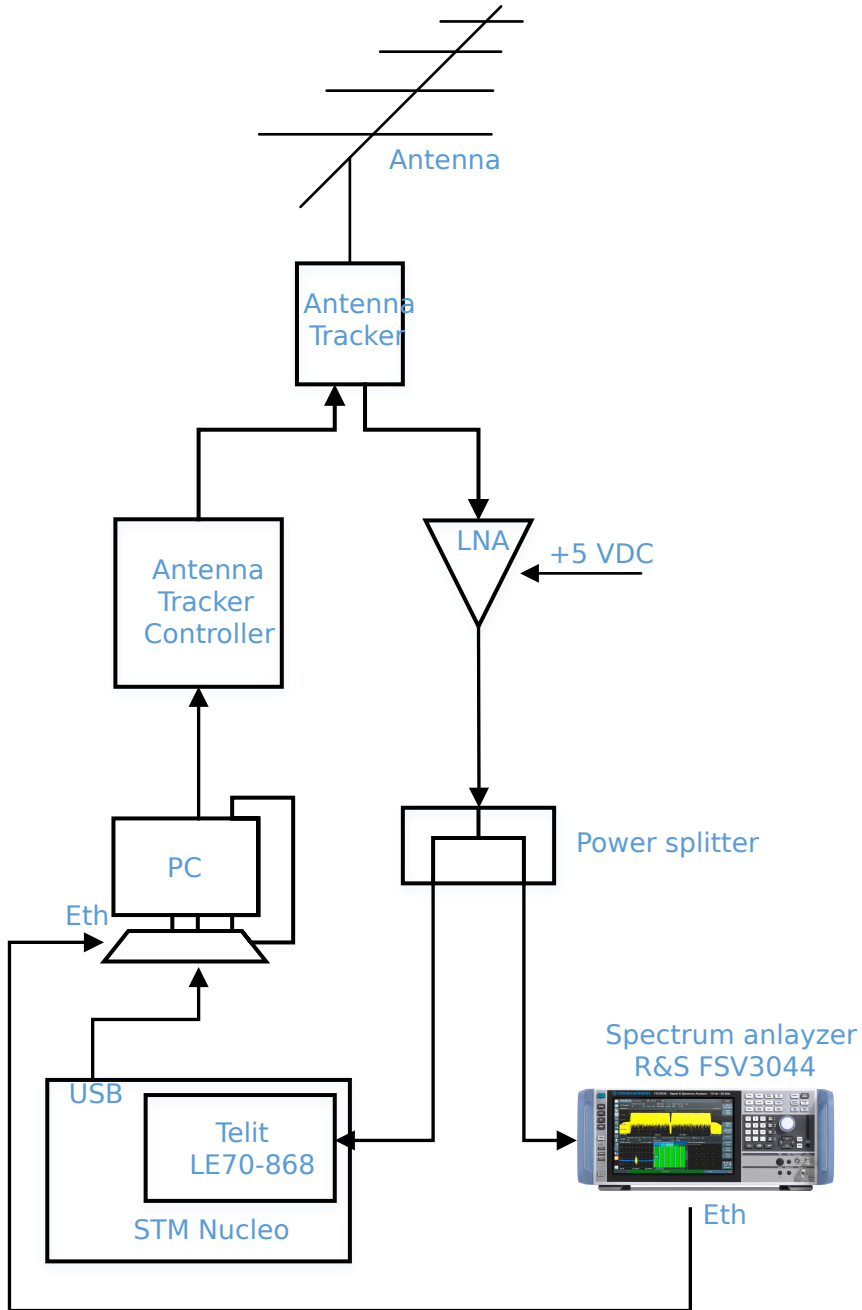 Antenna
Antenna
Tracker
LNA
+5 VDC
Antenna
Tracker
Controller
Power splitter
PC
Eth
Spectrum anlayzer
R&S FSV3044
USB
Telit
LE70-868
STM Nucleo
Eth